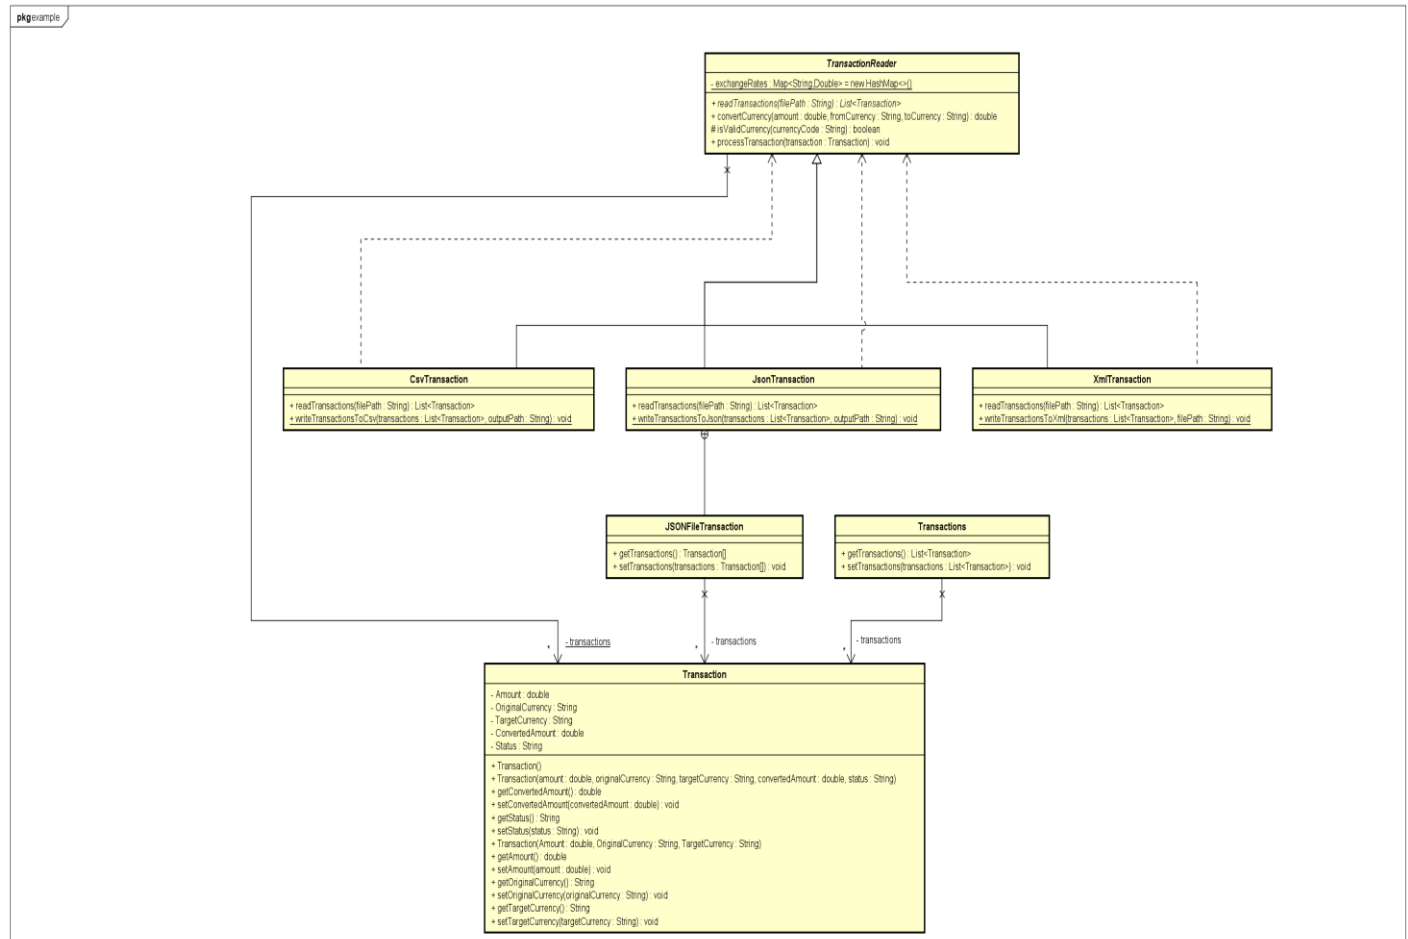 pkg example
TransactionReader
- exchangeRates : Map<String,Double> = new HashMap<>()
+ readTransactions(filePath : String) : List<Transaction>
+ convertCurrency(amount : double, fromCurrency : String, toCurrency : String) : double
# isValidCurrency(currencyCode : String) : boolean
+ processTransaction(transaction : Transaction) : void
CsvTransaction
+ readTransactions(filePath : String) : List<Transaction>
+ writeTransactionsToCsv(transactions : List<Transaction>, outputPath : String) : void
JsonTransaction
+ readTransactions(filePath : String) : List<Transaction>
+ writeTransactionsToJson(transactions : List<Transaction>, outputPath : String) : void
XmlTransaction
+ readTransactions(filePath : String) : List<Transaction>
+ writeTransactionsToXml(transactions : List<Transaction>, filePath : String) : void
JSONFileTransaction
+ getTransactions() : Transaction[]
+ setTransactions(transactions : Transaction[]) : void
Transactions
+ getTransactions() : List<Transaction>
+ setTransactions(transactions : List<Transaction>) : void
* - transactions
* - transactions
* - transactions
Transaction
- Amount : double
- OriginalCurrency : String
- TargetCurrency : String
- ConvertedAmount : double
- Status : String
+ Transaction()
+ Transaction(amount : double, originalCurrency : String, targetCurrency : String, convertedAmount : double, status : String)
+ getConvertedAmount() : double
+ setConvertedAmount(convertedAmount : double) : void
+ getStatus() : String
+ setStatus(status : String) : void
+ Transaction(Amount : double, OriginalCurrency : String, TargetCurrency : String)
+ getAmount() : double
+ setAmount(amount : double) : void
+ getOriginalCurrency() : String
+ setOriginalCurrency(originalCurrency : String) : void
+ getTargetCurrency() : String
+ setTargetCurrency(targetCurrency : String) : void